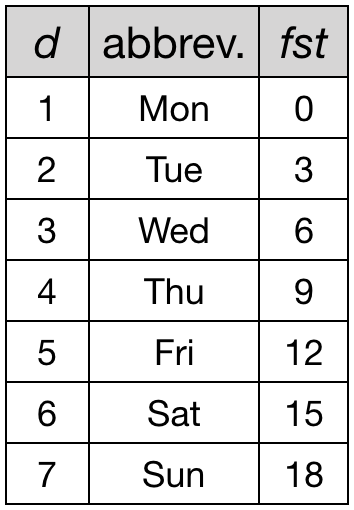 d abbrev. fst
1 Mon 0
2 Tue 3
3 Wed 6
4 Thu 9
5 Fri 12
6 Sat 15
7 Sun 18